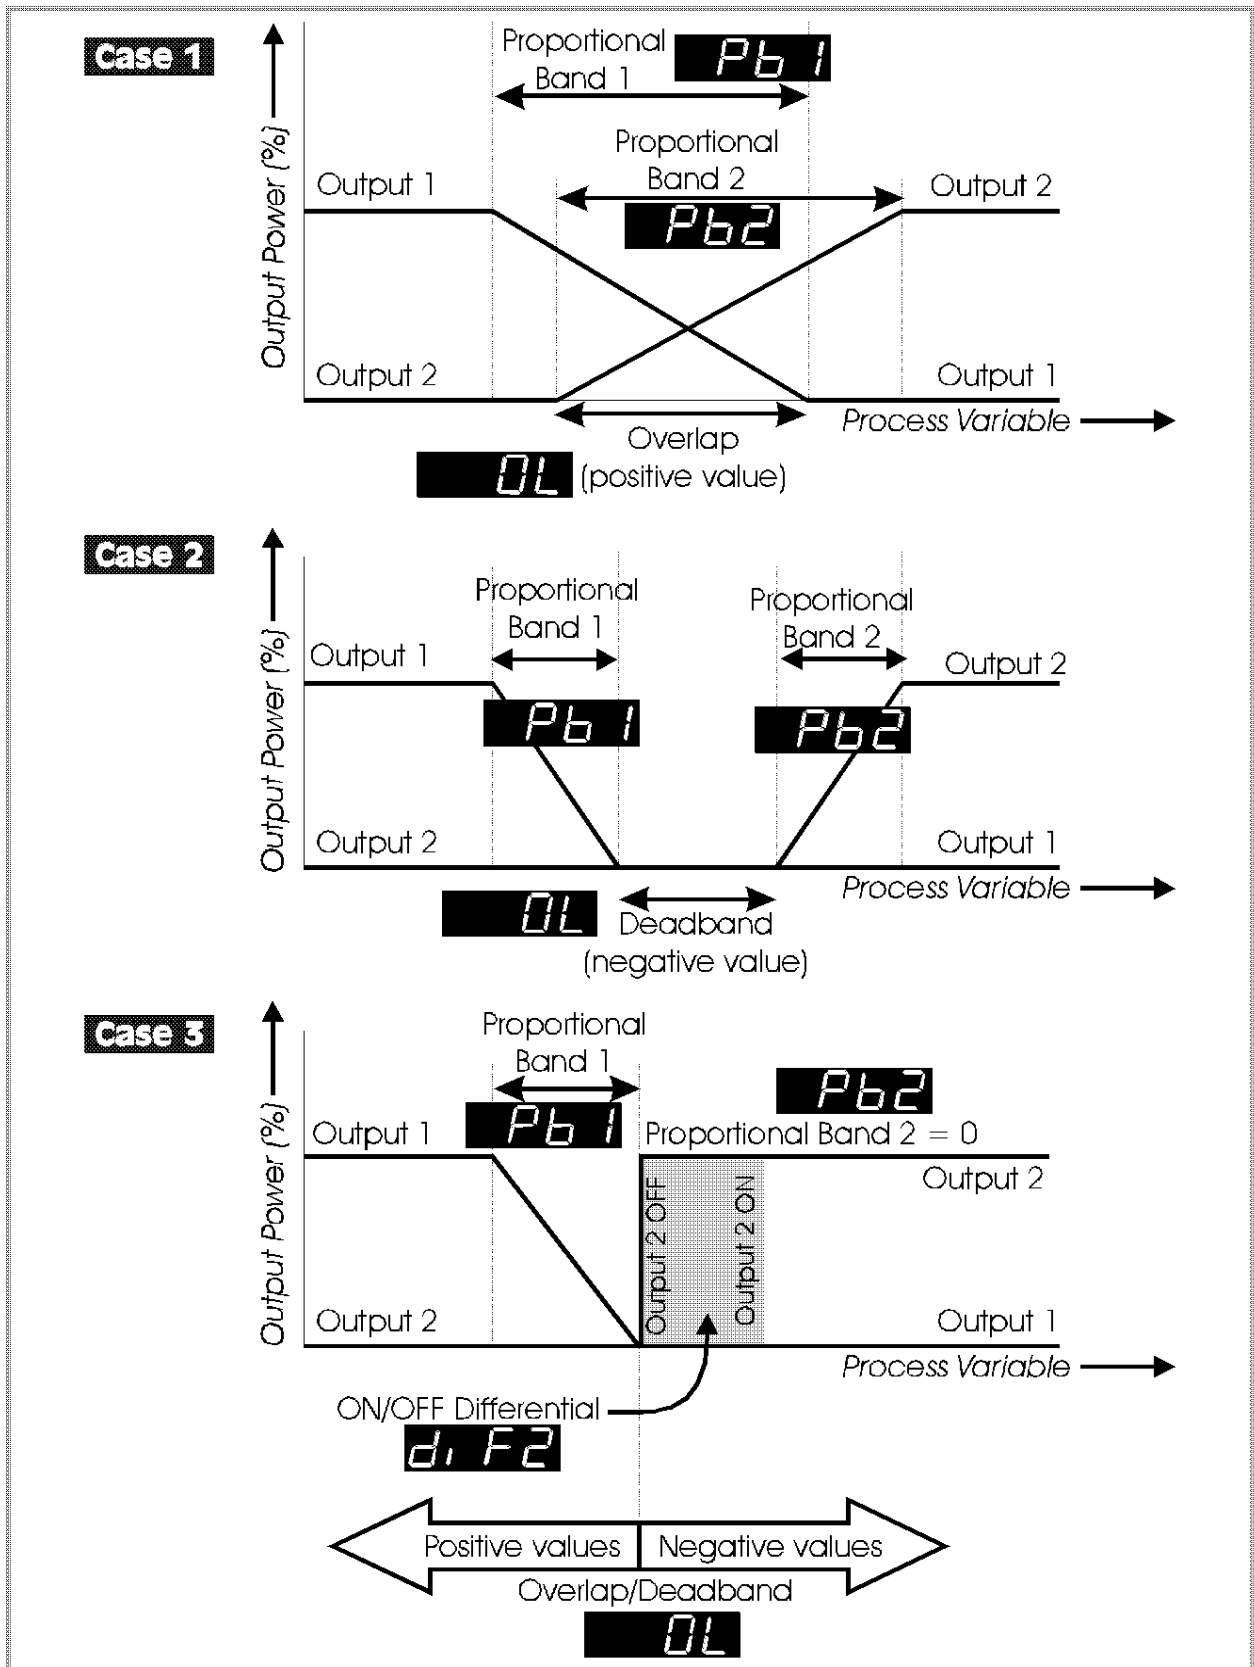 Case 1
Output Power (%)
Proportional
Band 1
Pb1
Proportional
Band 2
Pb2
Output 1
Output 2
Output 2
Output 1
Process Variable
Overlap
(positive value)
OL
Case 2
Output Power (%)
Proportional
Band 1
Proportional
Band 2
Output 1
Output 2
Pb1
Pb2
Output 2
Output 1
Process Variable
OL
Deadband
(negative value)
Case 3
Output Power (%)
Proportional
Band 1
Pb2
Output 1
Pb1
Proportional Band 2 = 0
Output 2
Output 2 OFF
Output 2 ON
Output 2
Output 1
Process Variable
ON/OFF Differential
diF2
Positive values
Negative values
Overlap/Deadband
OL